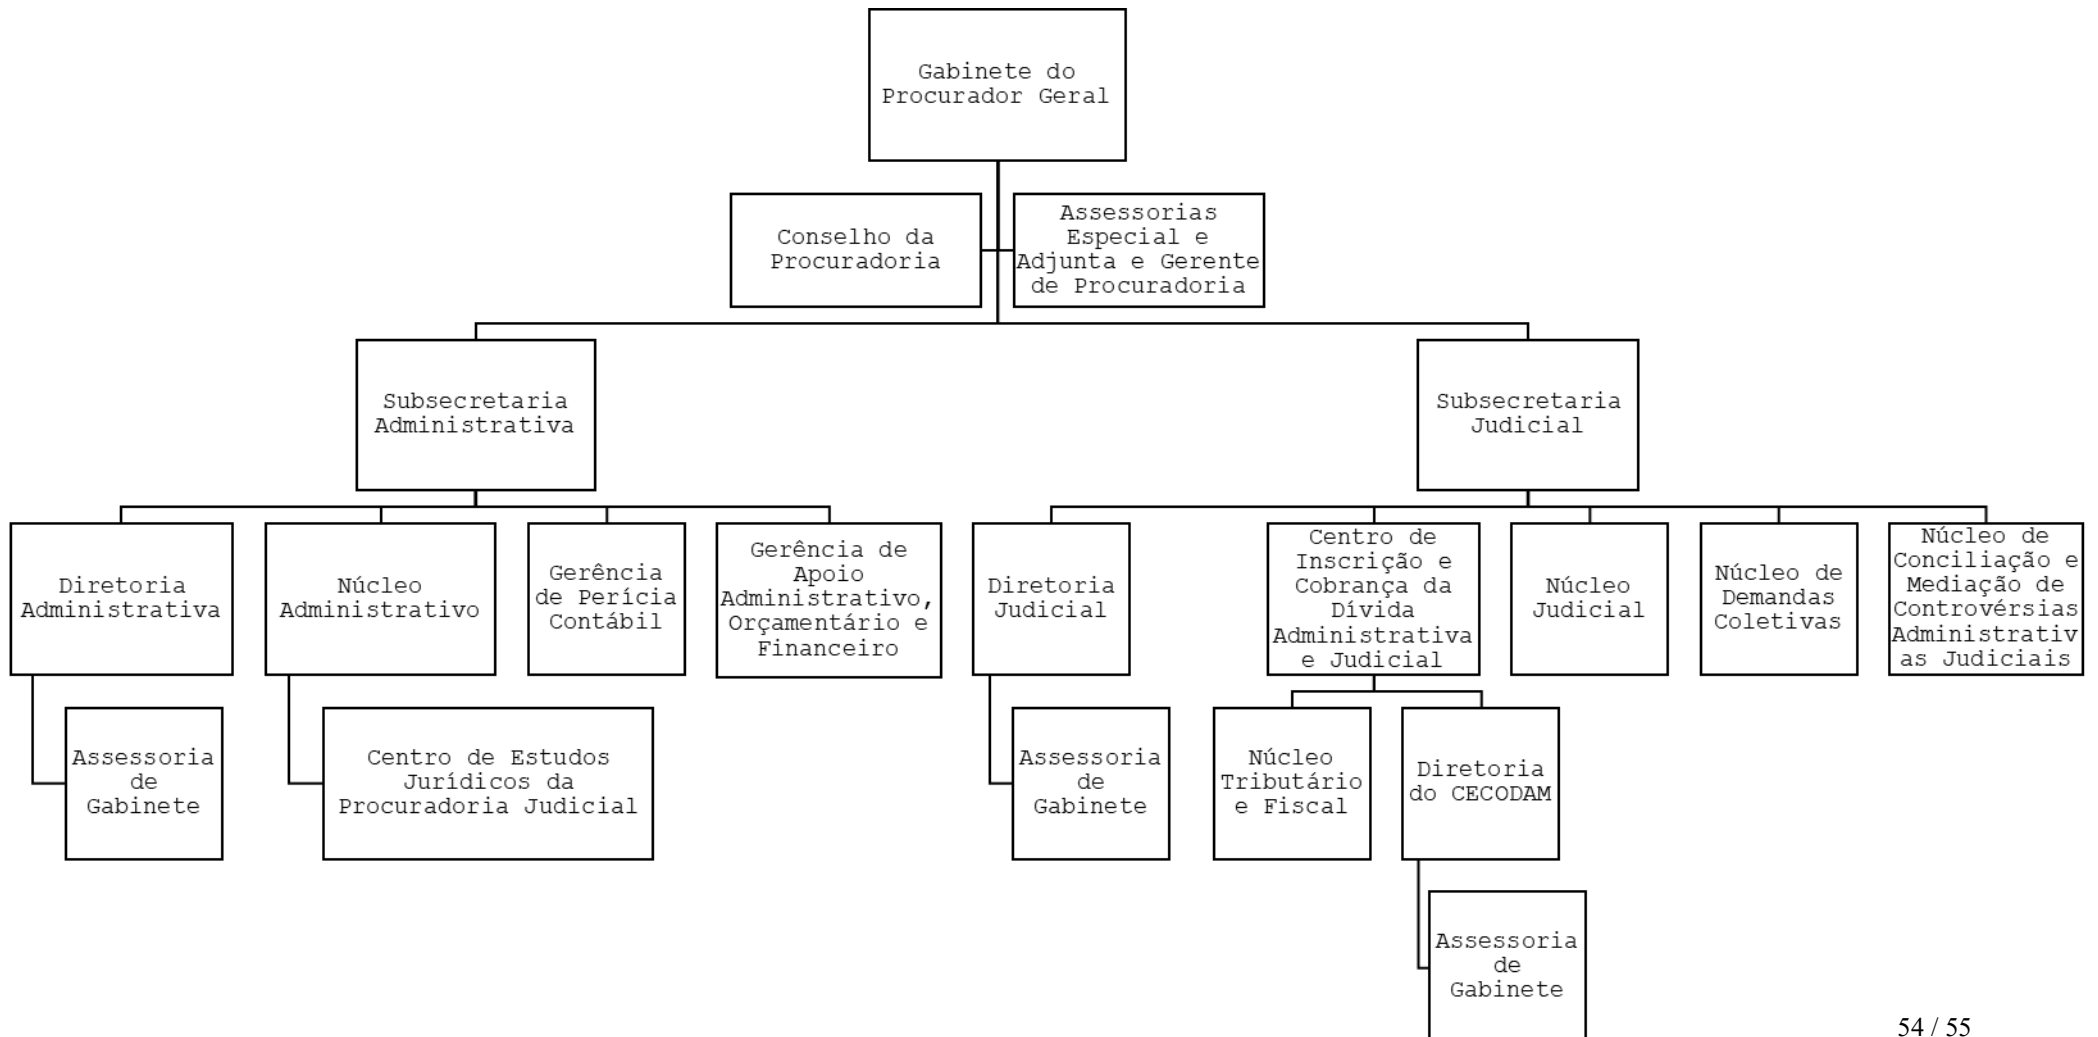 Gabinete do
Procurador Geral
Conselho da
Procuradoria
Assessorias
Especial e
Adjunta e Gerente
de Procuradoria
Subsecretaria
Administrativa
Subsecretaria
Judicial
Diretoria
Administrativa
Núcleo
Administrativo
Gerência
de Perícia
Contábil
Gerência de
Apoio
Administrativo,
Orçamentário e
Financeiro
Diretoria
Judicial
Centro de
Inscrição e
Cobrança da
Dívida
Administrativa
e Judicial
Núcleo
Judicial
Núcleo de
Demandas
Coletivas
Núcleo de
Conciliação e
Mediação de
Controvérsias
Administrativ
as Judiciais
Assessoria
de
Gabinete
Centro de Estudos
Jurídicos da
Procuradoria Judicial
Assessoria
de
Gabinete
Núcleo
Tributário
e Fiscal
Diretoria
do CECODAM
Assessoria
de
Gabinete
54 / 55